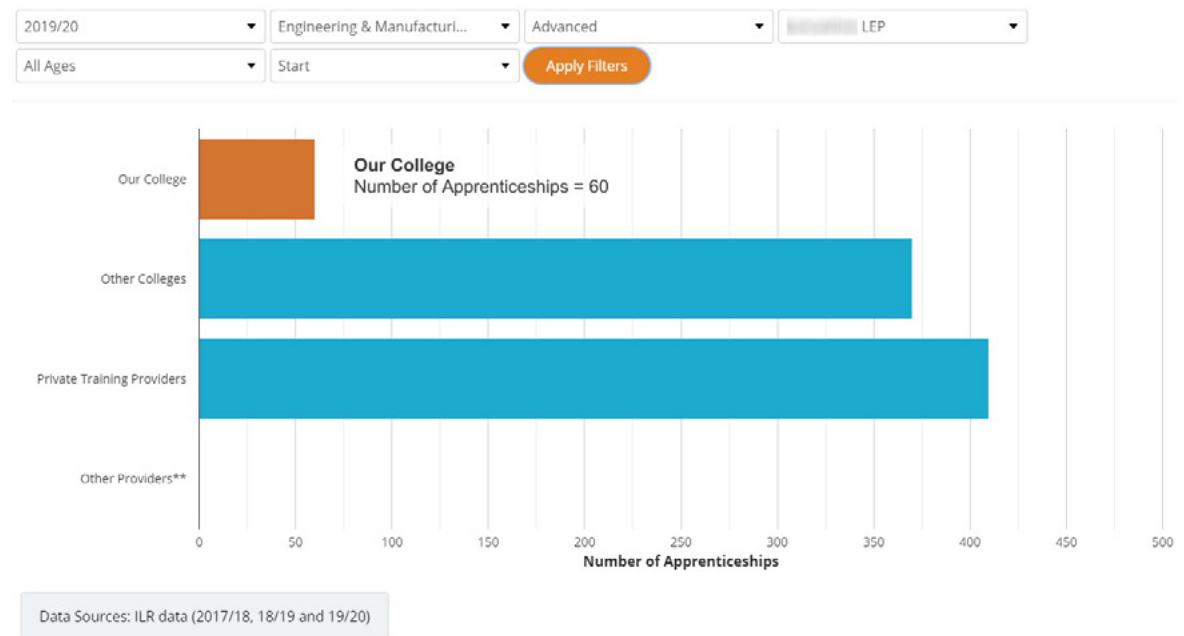 2019/20
Engineering & Manufacturi...
Advanced
LEP
All Ages
Start
Apply Filters
Our College
Our College
Number of Apprenticeships = 60
Other Colleges
Private Training Providers
Other Providers**
0 50 100 150 200 250 300 350 400 450 500
Number of Apprenticeships
Data Sources: ILR data (2017/18, 18/19 and 19/20)